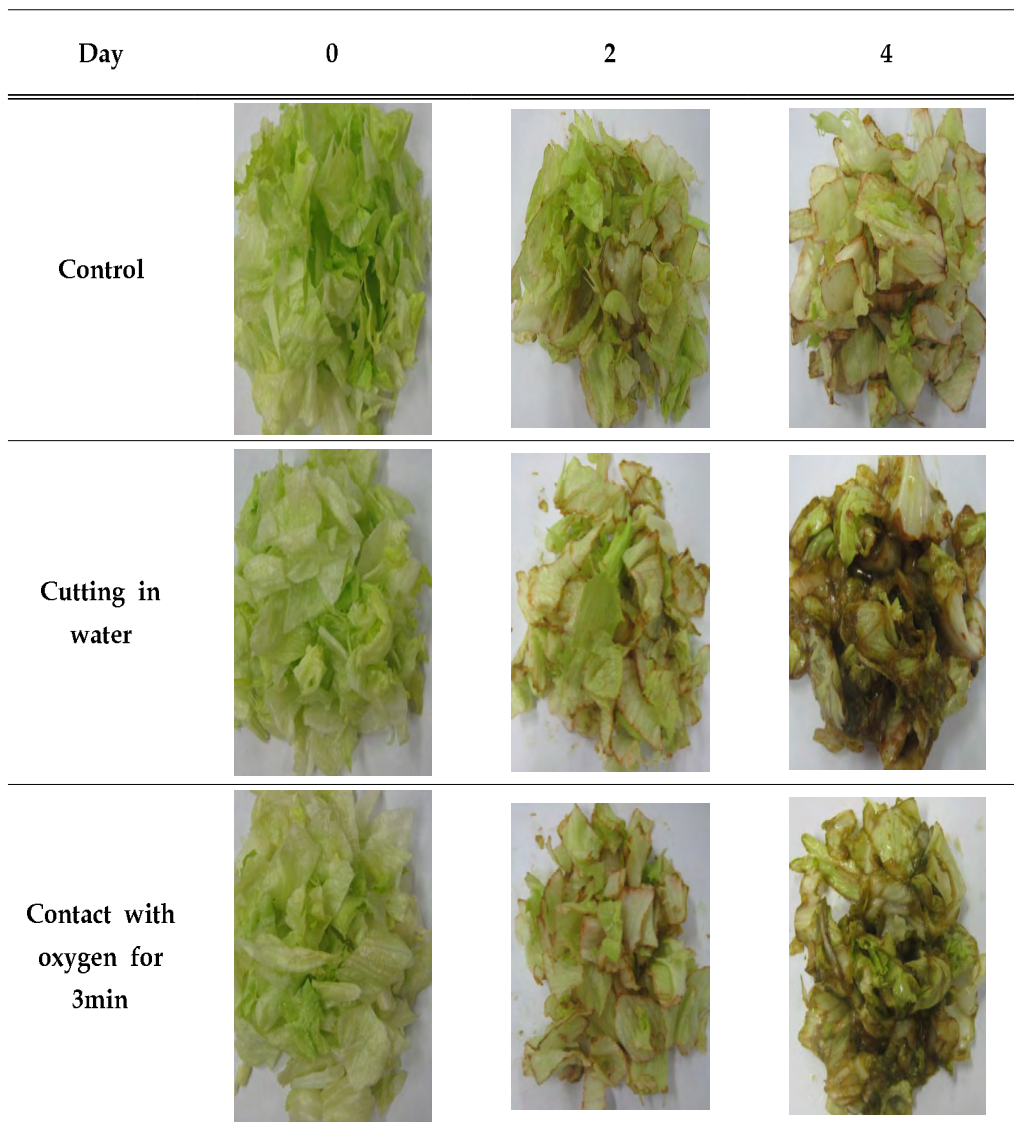 Day 0 2 4
Control
Cutting in
water
Contact with
oxygen for
3min